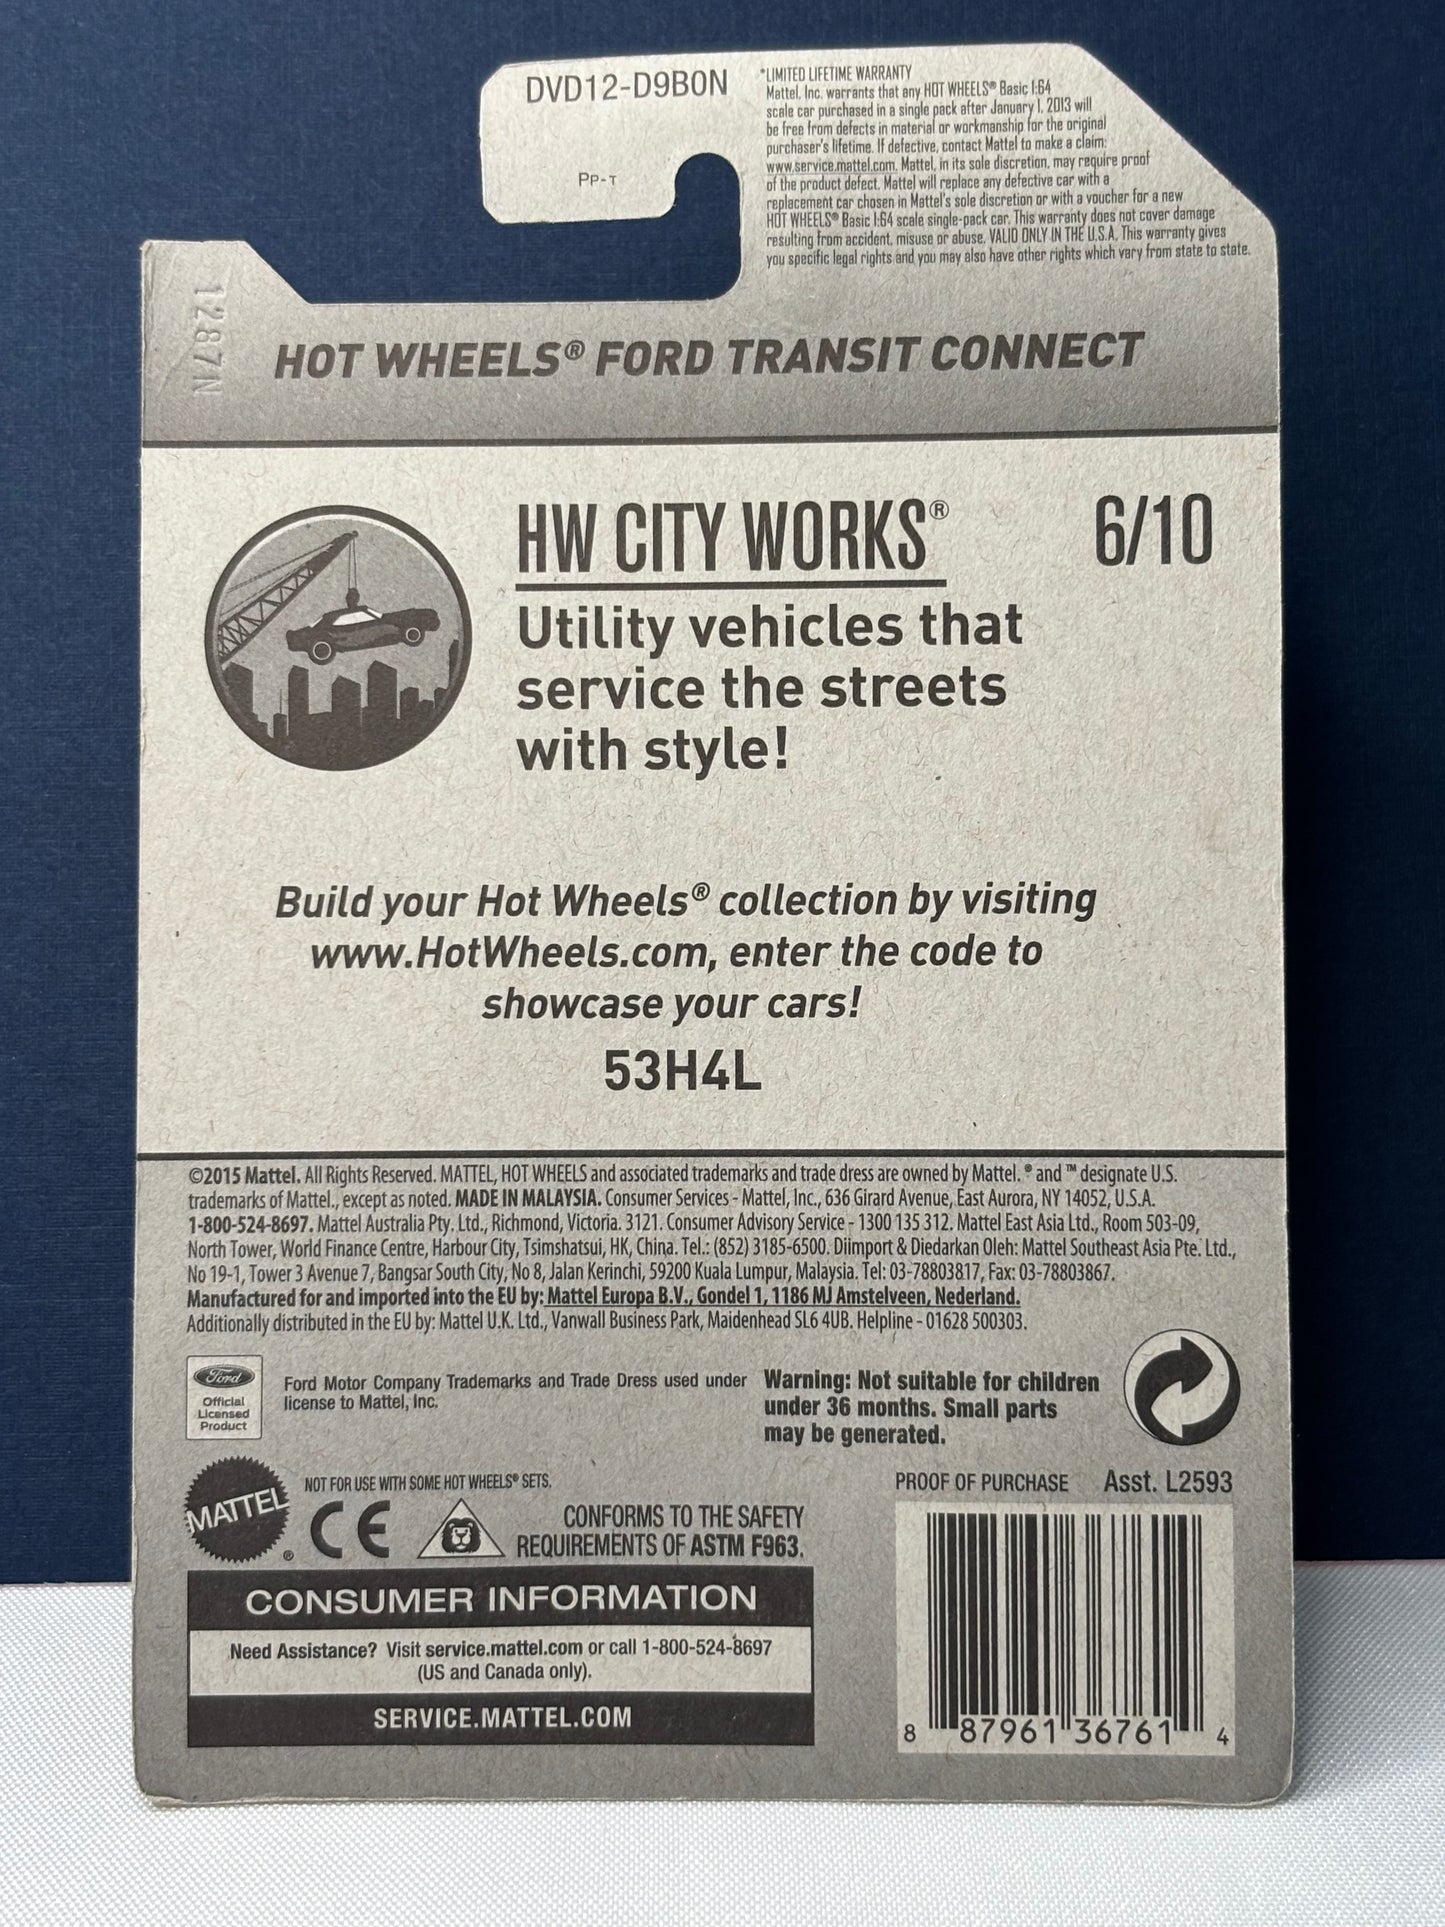 DVD12-D9B0N
PP-T
*LIMITED LIFETIME WARRANTY
Mattel, Inc. warrants that any HOT WHEELS® Basic 1:64
scale car purchased in a single pack after January 1, 2013 will
be free from defects in material or workmanship for the original
purchaser's lifetime. If defective, contact Mattel to make a claim:
www.service.mattel.com. Mattel, in its sole discretion, may require proof
of the product defect. Mattel will replace any defective car with a
replacement car chosen in Mattel's sole discretion or with a voucher for a new
HOT WHEELS® Basic 1:64 scale single-pack car. This warranty does not cover damage
resulting from accident, misuse or abuse. VALID ONLY IN THE U.S.A. This warranty gives
you specific legal rights and you may also have other rights which vary from state to state.
1287N
HOT WHEELS® FORD TRANSIT CONNECT
HW CITY WORKS®
6/10
Utility vehicles that
service the streets
with style!
Build your Hot Wheels® collection by visiting
www.HotWheels.com, enter the code to
showcase your cars!
53H4L
©2015 Mattel. All Rights Reserved. MATTEL, HOT WHEELS and associated trademarks and trade dress are owned by Mattel. ® and ™ designate U.S.
trademarks of Mattel., except as noted. MADE IN MALAYSIA. Consumer Services - Mattel, Inc., 636 Girard Avenue, East Aurora, NY 14052, U.S.A.
1-800-524-8697. Mattel Australia Pty. Ltd., Richmond, Victoria. 3121. Consumer Advisory Service - 1300 135 312. Mattel East Asia Ltd., Room 503-09,
North Tower, World Finance Centre, Harbour City, Tsimshatsui, HK, China. Tel.: (852) 3185-6500. Diimport & Diedarkan Oleh: Mattel Southeast Asia Pte. Ltd.,
No 19-1, Tower 3 Avenue 7, Bangsar South City, No 8, Jalan Kerinchi, 59200 Kuala Lumpur, Malaysia. Tel: 03-78803817, Fax: 03-78803867.
Manufactured for and imported into the EU by: Mattel Europa B.V., Gondel 1, 1186 MJ Amstelveen, Nederland.
Additionally distributed in the EU by: Mattel U.K. Ltd., Vanwall Business Park, Maidenhead SL6 4UB. Helpline - 01628 500303.
Ford
Official
Licensed
Product
Ford Motor Company Trademarks and Trade Dress used under
license to Mattel, Inc.
Warning: Not suitable for children
under 36 months. Small parts
may be generated.
MATTEL®
NOT FOR USE WITH SOME HOT WHEELS® SETS.
CE
CONFORMS TO THE SAFETY
REQUIREMENTS OF ASTM F963.
CONSUMER INFORMATION
Need Assistance? Visit service.mattel.com or call 1-800-524-8697
(US and Canada only).
SERVICE.MATTEL.COM
PROOF OF PURCHASE
Asst. L2593
8 87961 36761 4